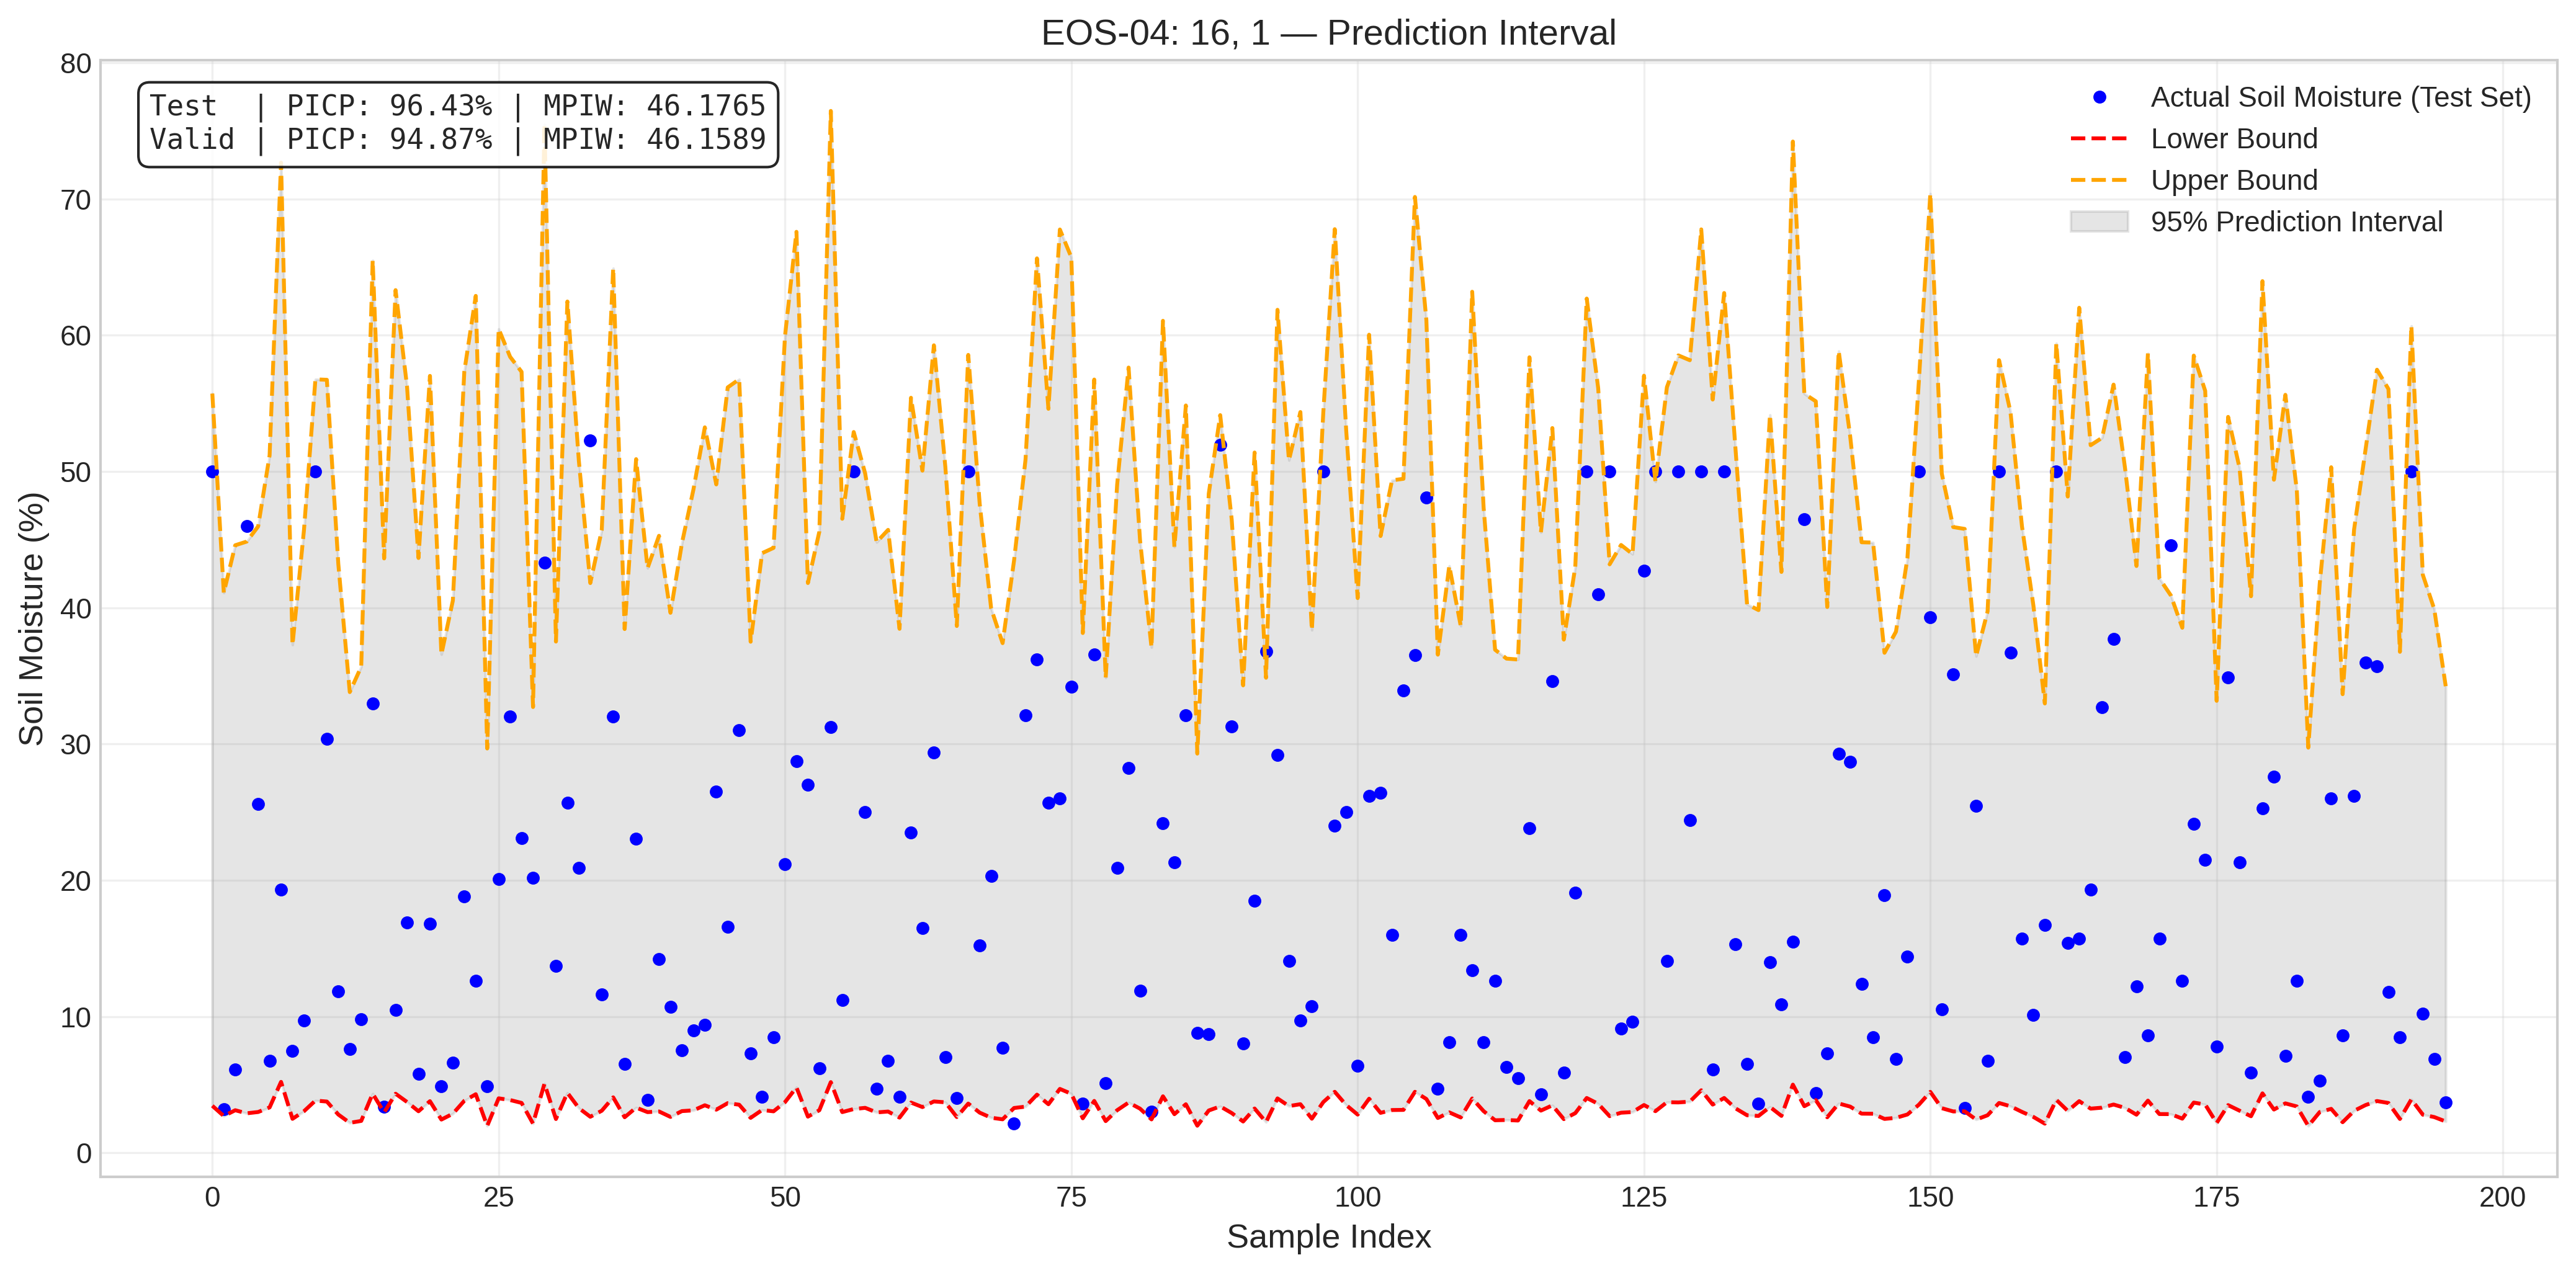 EOS-04: 16, 1 — Prediction Interval
Test | PICP: 96.43% | MPIW: 46.1765
Valid | PICP: 94.87% | MPIW: 46.1589
Actual Soil Moisture (Test Set)
Lower Bound
Upper Bound
95% Prediction Interval
Soil Moisture (%)
80
70
60
50
40
30
20
10
0
0 25 50 75 100 125 150 175 200
Sample Index